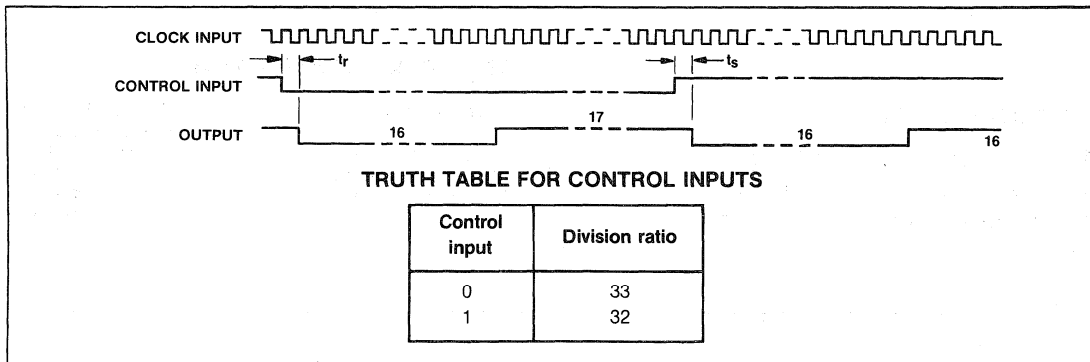 CLOCK INPUT
tr
ts
CONTROL INPUT
17
OUTPUT
16
16
16
TRUTH TABLE FOR CONTROL INPUTS
Control input
Division ratio
0 33
1 32